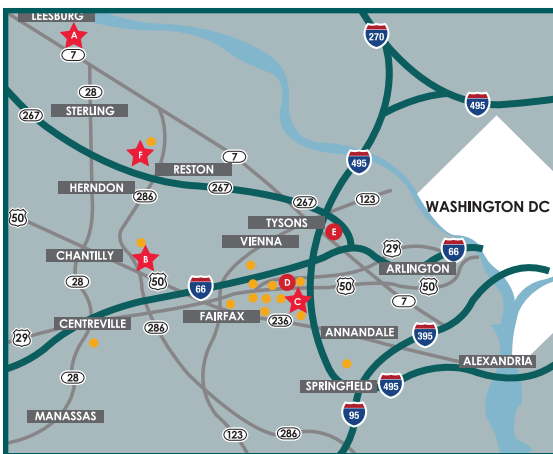 LEESBURG
A
7
270
28
495
267
STERLING
F
7
495
RESTON
HERNDON
286
267
267
123
50
WASHINGTON DC
TYSONS
E
VIENNA
29
66
CHANTILLY
B
ARLINGTON
28
50
66
D
50
50
C
7
FAIRFAX
236
CENTREVILLE
286
ANNANDALE
29
395
ALEXANDRIA
28
SPRINGFIELD
495
MANASSAS
95
123
286